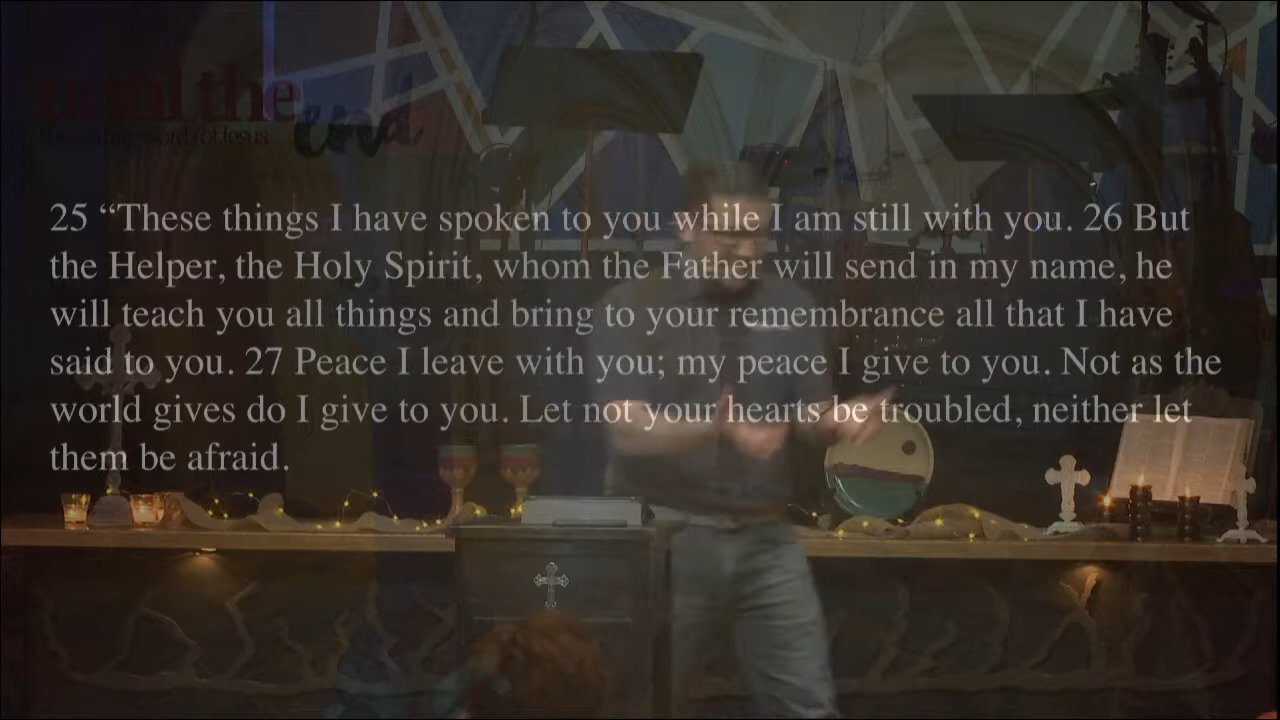 until the
end
25 “These things I have spoken to you while I am still with you. 26 But
the Helper, the Holy Spirit, whom the Father will send in my name, he
will teach you all things and bring to your remembrance all that I have
said to you. 27 Peace I leave with you; my peace I give to you. Not as the
world gives do I give to you. Let not your hearts be troubled, neither let
them be afraid.